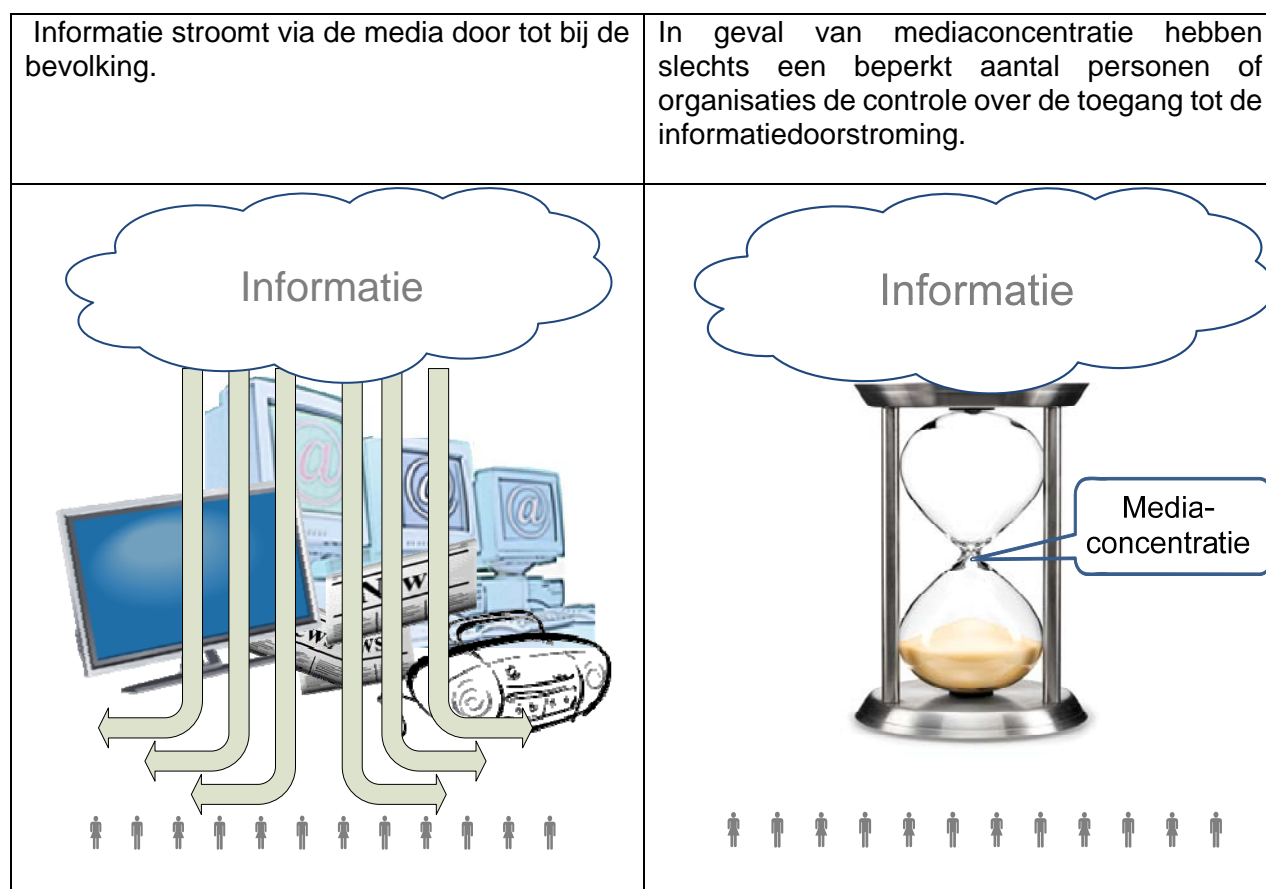 Informatie stroomt via de media door tot bij de
bevolking.
In geval van mediaconcentratie hebben
slechts een beperkt aantal personen of
organisaties de controle over de toegang tot de
informatiedoorstroming.
Informatie
@
@
@
NEWS
Informatie
Media-
concentratie